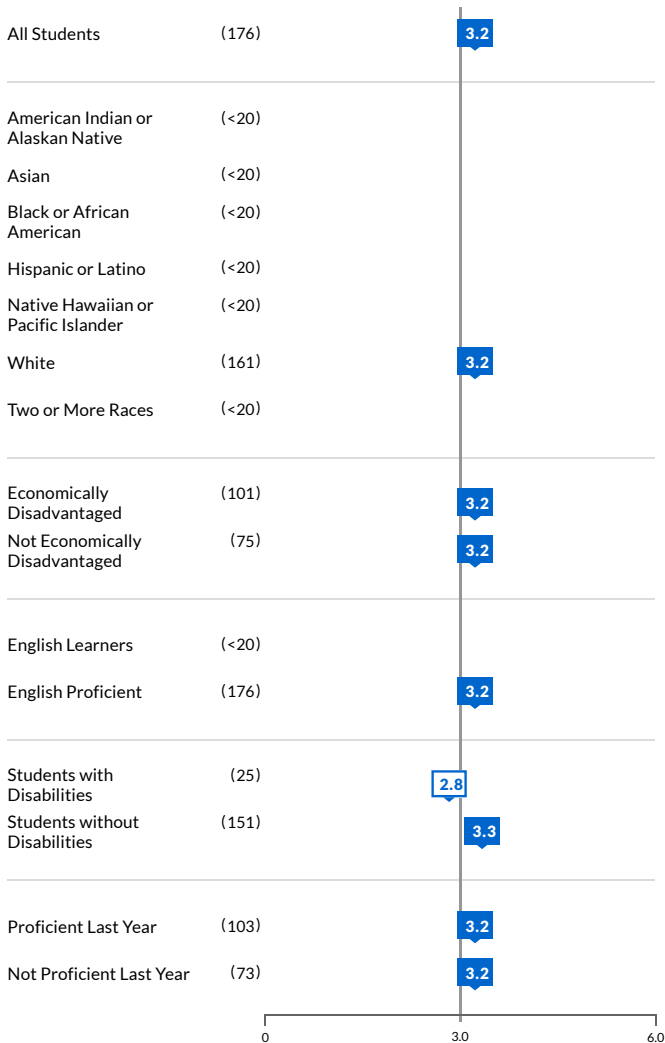 All Students (176) 3.2
American Indian or (<20)
Alaskan Native
Asian (<20)
Black or African (<20)
American
Hispanic or Latino (<20)
Native Hawaiian or (<20)
Pacific Islander
White (161) 3.2
Two or More Races (<20)
Economically (101) 3.2
Disadvantaged
Not Economically (75) 3.2
Disadvantaged
English Learners (<20)
English Proficient (176) 3.2
Students with (25) 2.8
Disabilities
Students without (151) 3.3
Disabilities
Proficient Last Year (103) 3.2
Not Proficient Last Year (73) 3.2
0 3.0 6.0